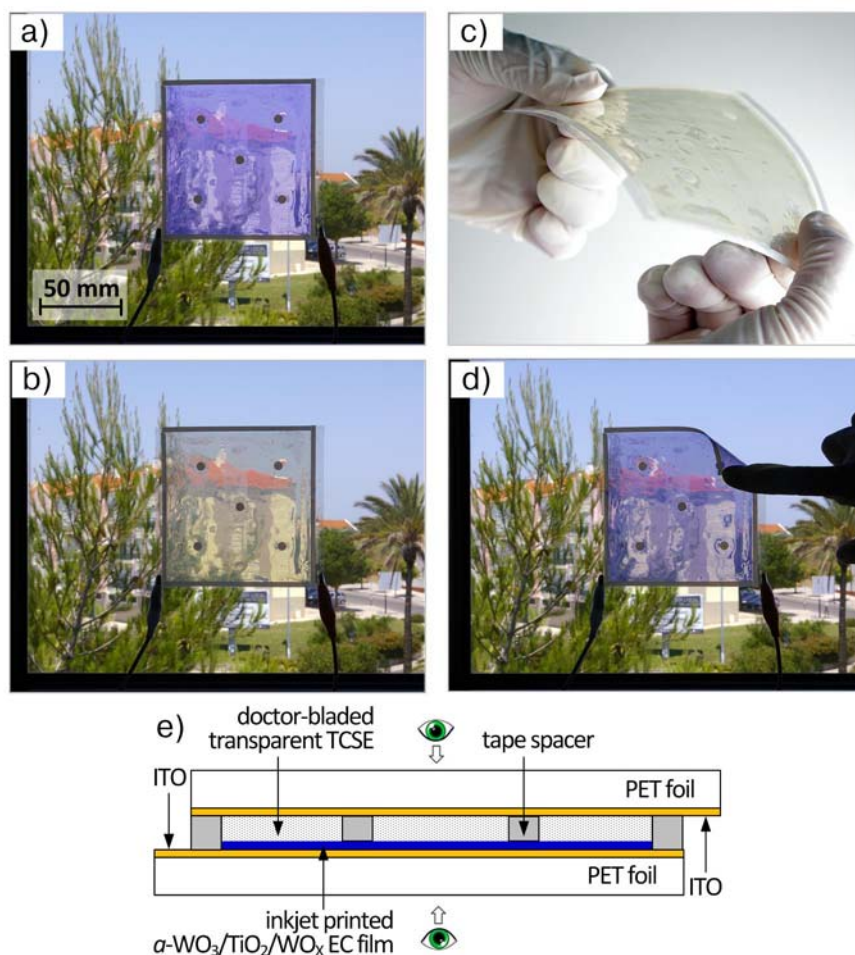 a)
c)
50 mm
b)
d)
e)
doctor-bladed
transparent TCSE
tape spacer
ITO
PET foil
PET foil
ITO
inkjet printed
α-WO₃/TiO₂/WOₓ EC film